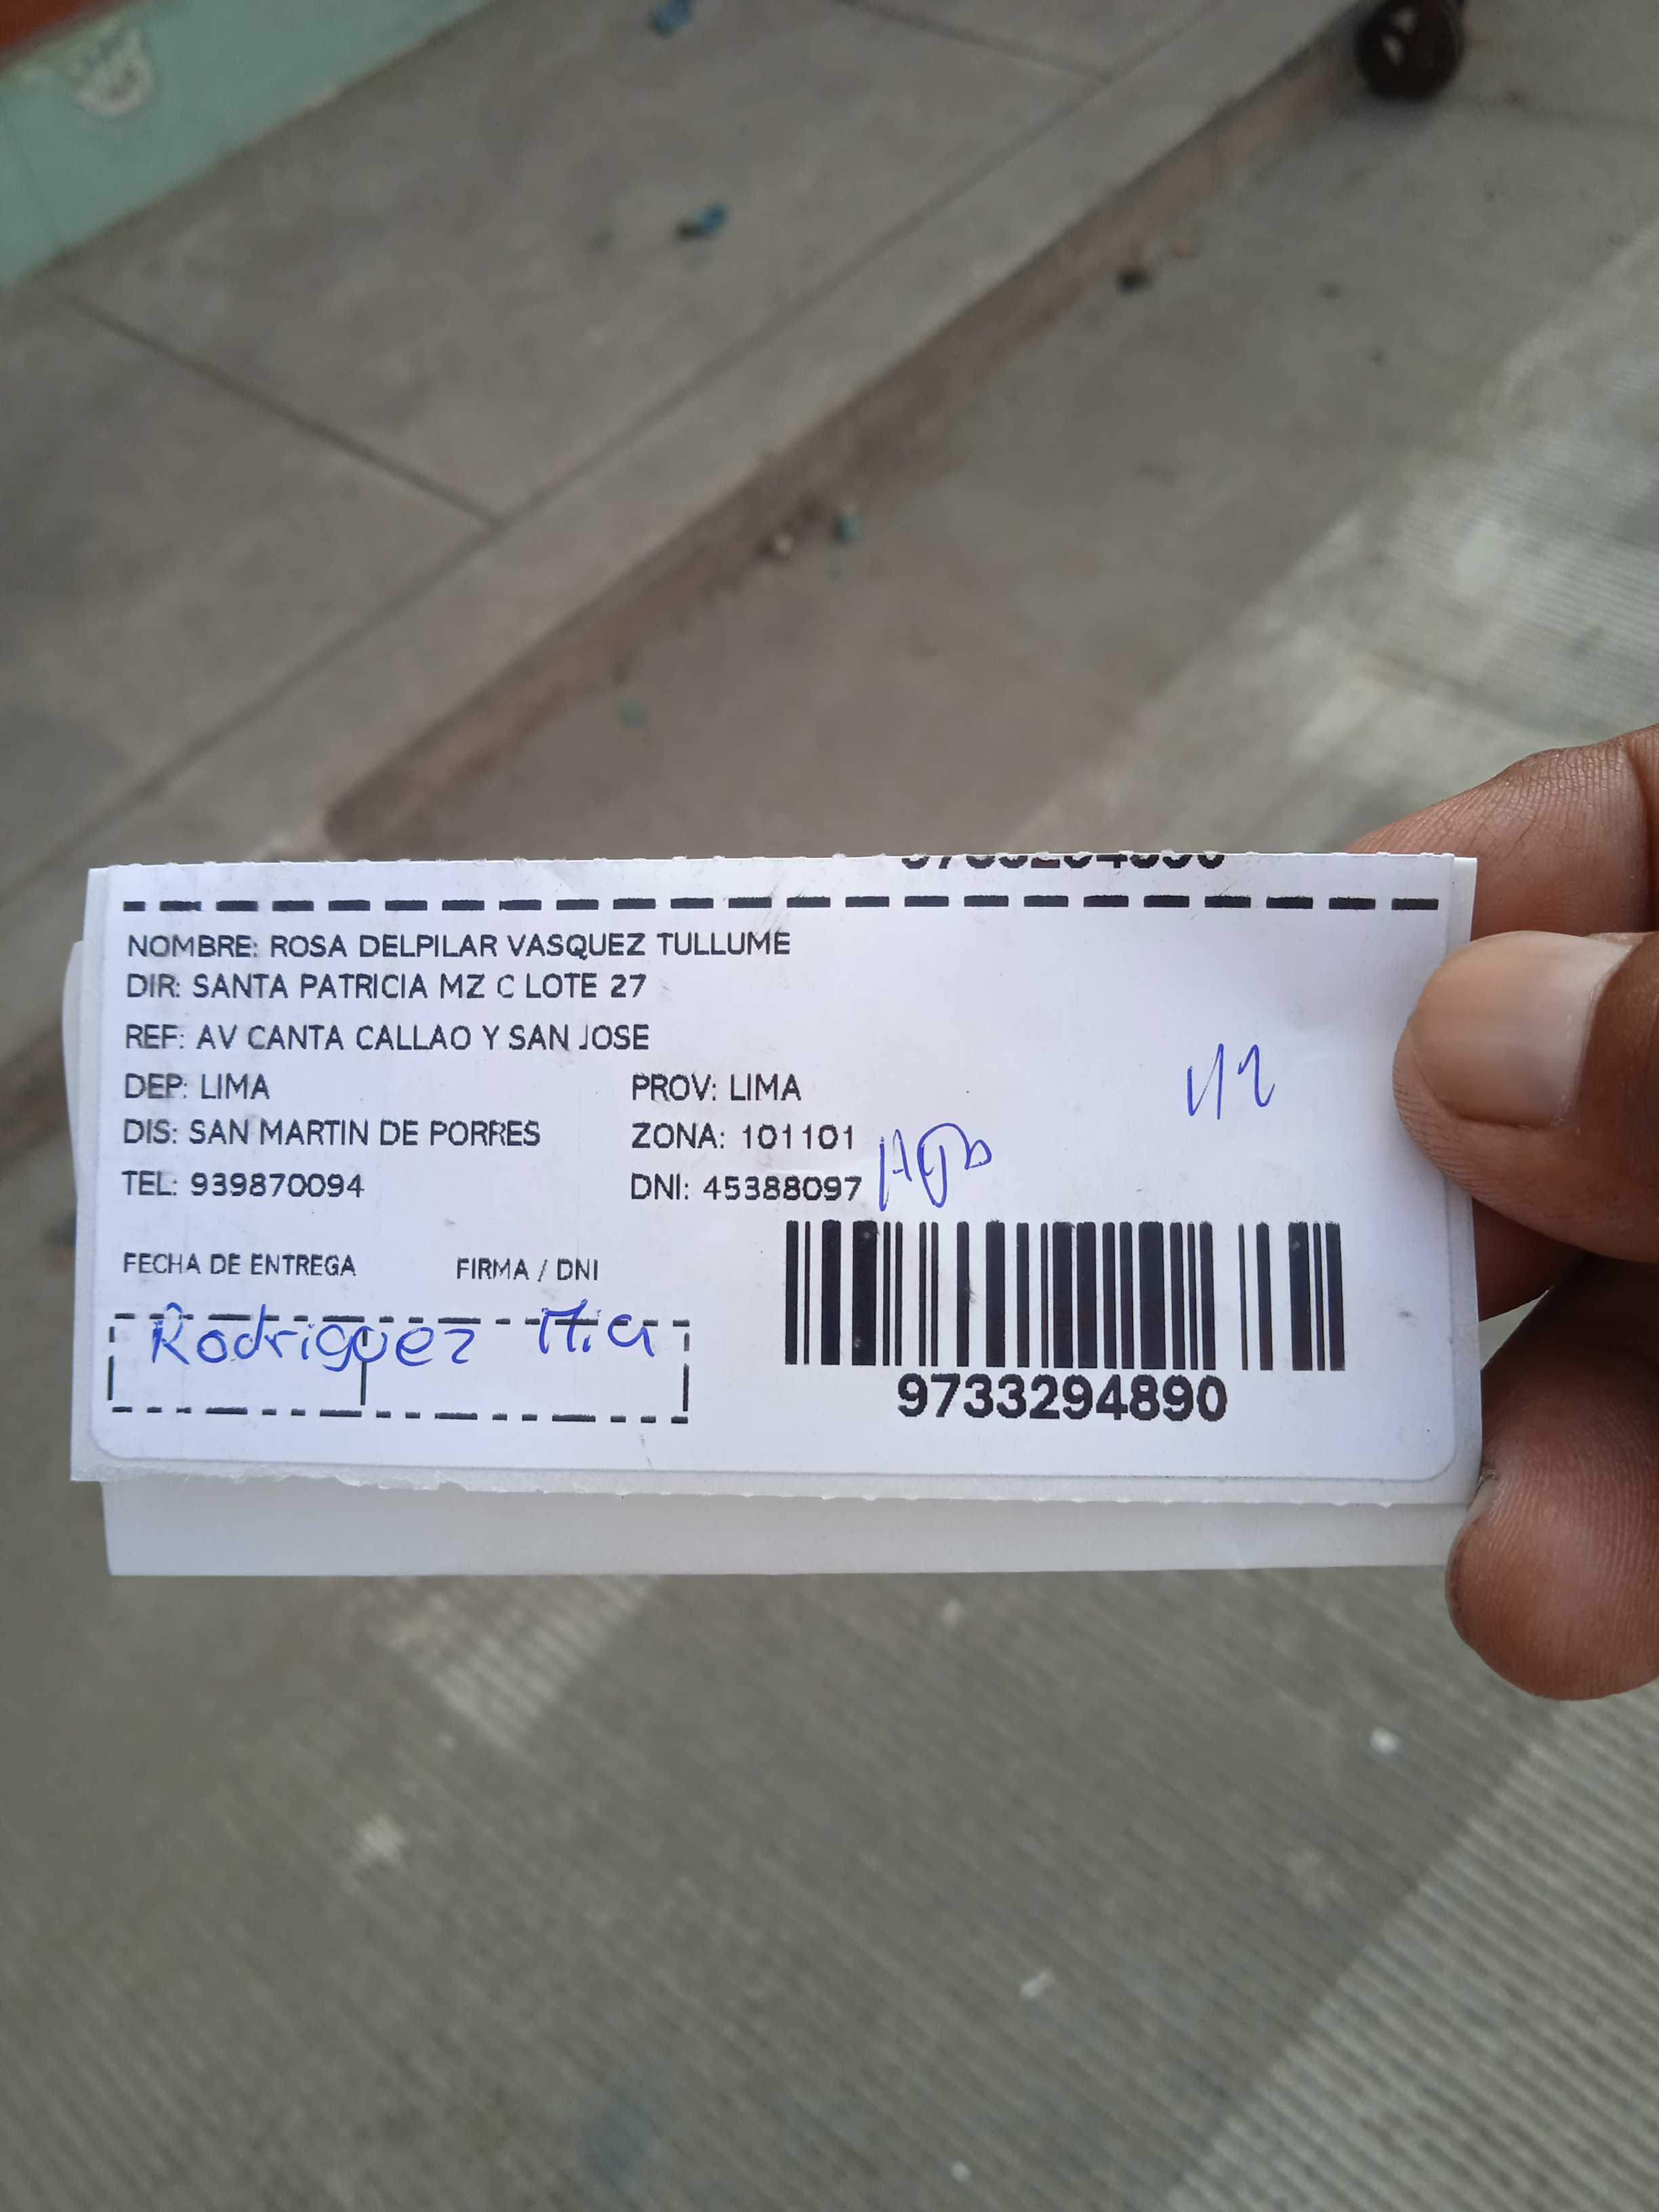 NOMBRE: ROSA DELPILAR VASQUEZ TULLUME
DIR: SANTA PATRICIA MZ C LOTE 27
REF: AV CANTA CALLAO Y SAN JOSE
DEP: LIMA PROV: LIMA
DIS: SAN MARTIN DE PORRES ZONA: 101101
TEL: 939870094 DNI: 45388097
FECHA DE ENTREGA FIRMA / DNI
Rodriguez Mia
9733294890